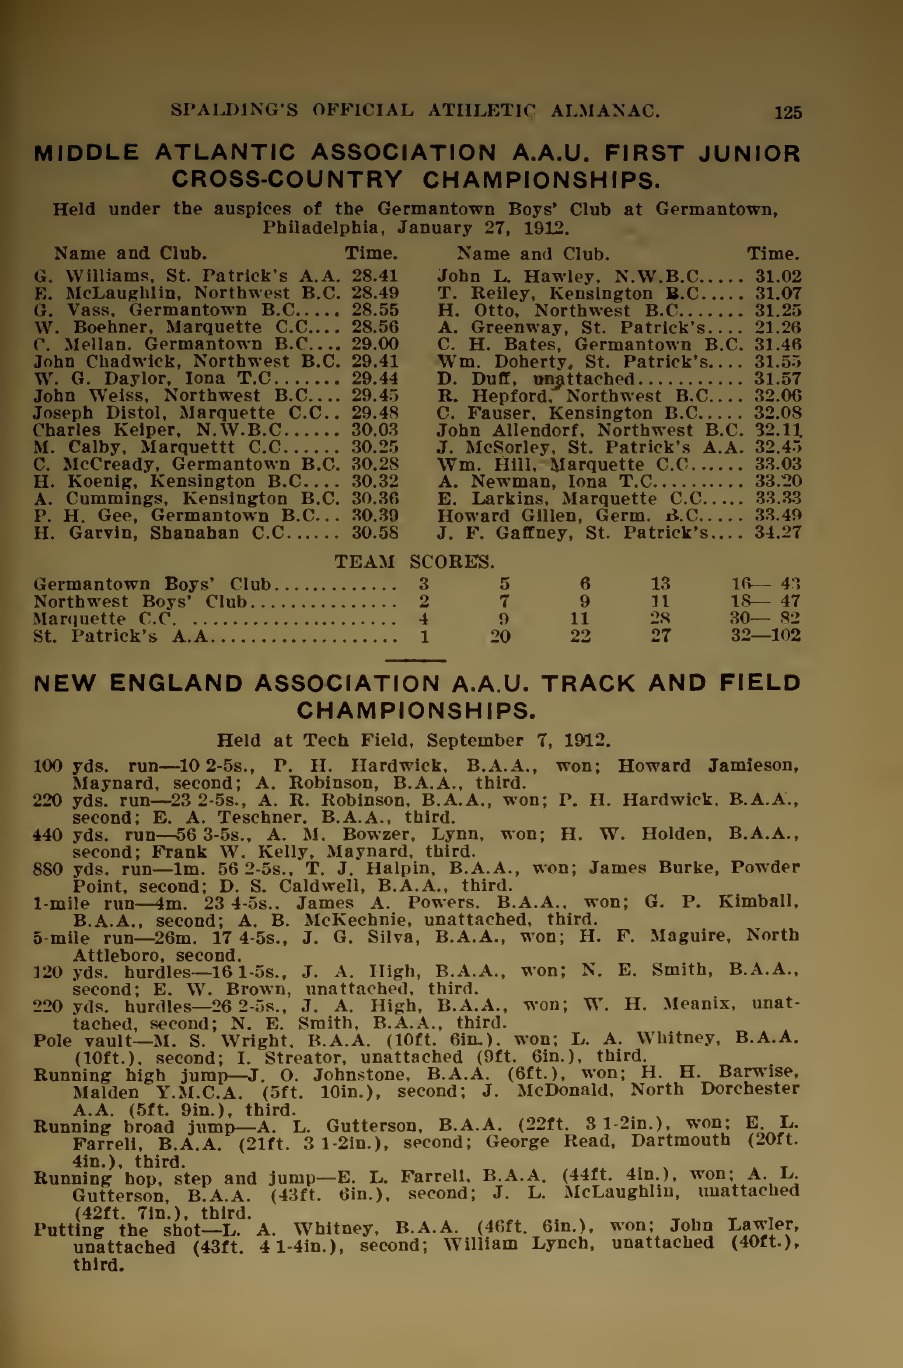 SPALDING'S OFFICIAL ATHLETIC ALMANAC. 125
MIDDLE ATLANTIC ASSOCIATION A.A.U. FIRST JUNIOR
CROSS-COUNTRY CHAMPIONSHIPS.
Held under the auspices of the Germantown Boys' Club at Germantown,
Philadelphia, January 27, 1912.
Name and Club. Time.
G. Williams, St. Patrick's A.A. 28.41
E. McLaughlin, Northwest B.C. 28.49
G. Vass, Germantown B.C..... 28.55
W. Boehner, Marquette C.C.... 28.56
C. Mellan. Germantown B.C.... 29.00
John Chadwick, Northwest B.C. 29.41
W. G. Daylor, Iona T.C....... 29.44
John Weiss, Northwest B.C.... 29.45
Joseph Distol, Marquette C.C.. 29.48
Charles Keiper, N.W.B.C...... 30.03
M. Calby, Marquettt C.C...... 30.25
C. McCready, Germantown B.C. 30.28
H. Koenig, Kensington B.C.... 30.32
A. Cummings, Kensington B.C. 30.36
P. H. Gee, Germantown B.C... 30.39
H. Garvin, Shanahan C.C...... 30.58
Name and Club. Time.
John L. Hawley, N.W.B.C..... 31.02
T. Reiley, Kensington B.C..... 31.07
H. Otto, Northwest B.C....... 31.25
A. Greenway, St. Patrick's.... 21.26
C. H. Bates, Germantown B.C. 31.46
Wm. Doherty, St. Patrick's.... 31.55
D. Duff, unattached........... 31.57
R. Hepford, Northwest B.C.... 32.06
C. Fauser, Kensington B.C..... 32.08
John Allendorf, Northwest B.C. 32.11
J. McSorley, St. Patrick's A.A. 32.45
Wm. Hill, Marquette C.C...... 33.03
A. Newman, Iona T.C.......... 33.20
E. Larkins, Marquette C.C..... 33.33
Howard Gillen, Germ. B.C..... 33.49
J. F. Gaffney, St. Patrick's.... 34.27
TEAM SCORES.
Germantown Boys' Club............. 3 5 6 13 16— 43
Northwest Boys' Club............... 2 7 9 11 18— 47
Marquette C.C. ..................... 4 9 11 28 30— 82
St. Patrick's A.A................... 1 20 22 27 32—102
NEW ENGLAND ASSOCIATION A.A.U. TRACK AND FIELD
CHAMPIONSHIPS.
Held at Tech Field, September 7, 1912.
100 yds. run—10 2-5s., P. H. Hardwick, B.A.A., won; Howard Jamieson,
Maynard, second; A. Robinson, B.A.A., third.
220 yds. run—23 2-5s., A. R. Robinson, B.A.A., won; P. H. Hardwick, B.A.A.,
second; E. A. Teschner, B.A.A., third.
440 yds. run—56 3-5s., A. M. Bowzer, Lynn, won; H. W. Holden, B.A.A.,
second; Frank W. Kelly, Maynard, third.
880 yds. run—1m. 56 2-5s., T. J. Halpin, B.A.A., won; James Burke, Powder
Point, second; D. S. Caldwell, B.A.A., third.
1-mile run—4m. 23 4-5s., James A. Powers, B.A.A., won; G. P. Kimball,
B.A.A., second; A. B. McKechnie, unattached, third.
5-mile run—26m. 17 4-5s., J. G. Silva, B.A.A., won; H. F. Maguire, North
Attleboro, second.
120 yds. hurdles—16 1-5s., J. A. High, B.A.A., won; N. E. Smith, B.A.A.,
second; E. W. Brown, unattached, third.
220 yds. hurdles—26 2-5s., J. A. High, B.A.A., won; W. H. Meanix, unat-
tached, second; N. E. Smith, B.A.A., third.
Pole vault—M. S. Wright, B.A.A. (10ft. 6in.), won; L. A. Whitney, B.A.A.
(10ft.), second; I. Streator, unattached (9ft. 6in.), third.
Running high jump—J. O. Johnstone, B.A.A. (6ft.), won; H. H. Barwise,
Malden Y.M.C.A. (5ft. 10in.), second; J. McDonald, North Dorchester
A.A. (5ft. 9in.), third.
Running broad jump—A. L. Gutterson, B.A.A. (22ft. 3 1-2in.), won; E. L.
Farrell, B.A.A. (21ft. 3 1-2in.), second; George Read, Dartmouth (20ft.
4in.), third.
Running hop, step and jump—E. L. Farrell, B.A.A. (44ft. 4in.), won; A. L.
Gutterson, B.A.A. (43ft. 6in.), second; J. L. McLaughlin, unattached
(42ft. 7in.), third.
Putting the shot—L. A. Whitney, B.A.A. (46ft. 6in.), won; John Lawler,
unattached (43ft. 4 1-4in.), second; William Lynch, unattached (40ft.),
third.